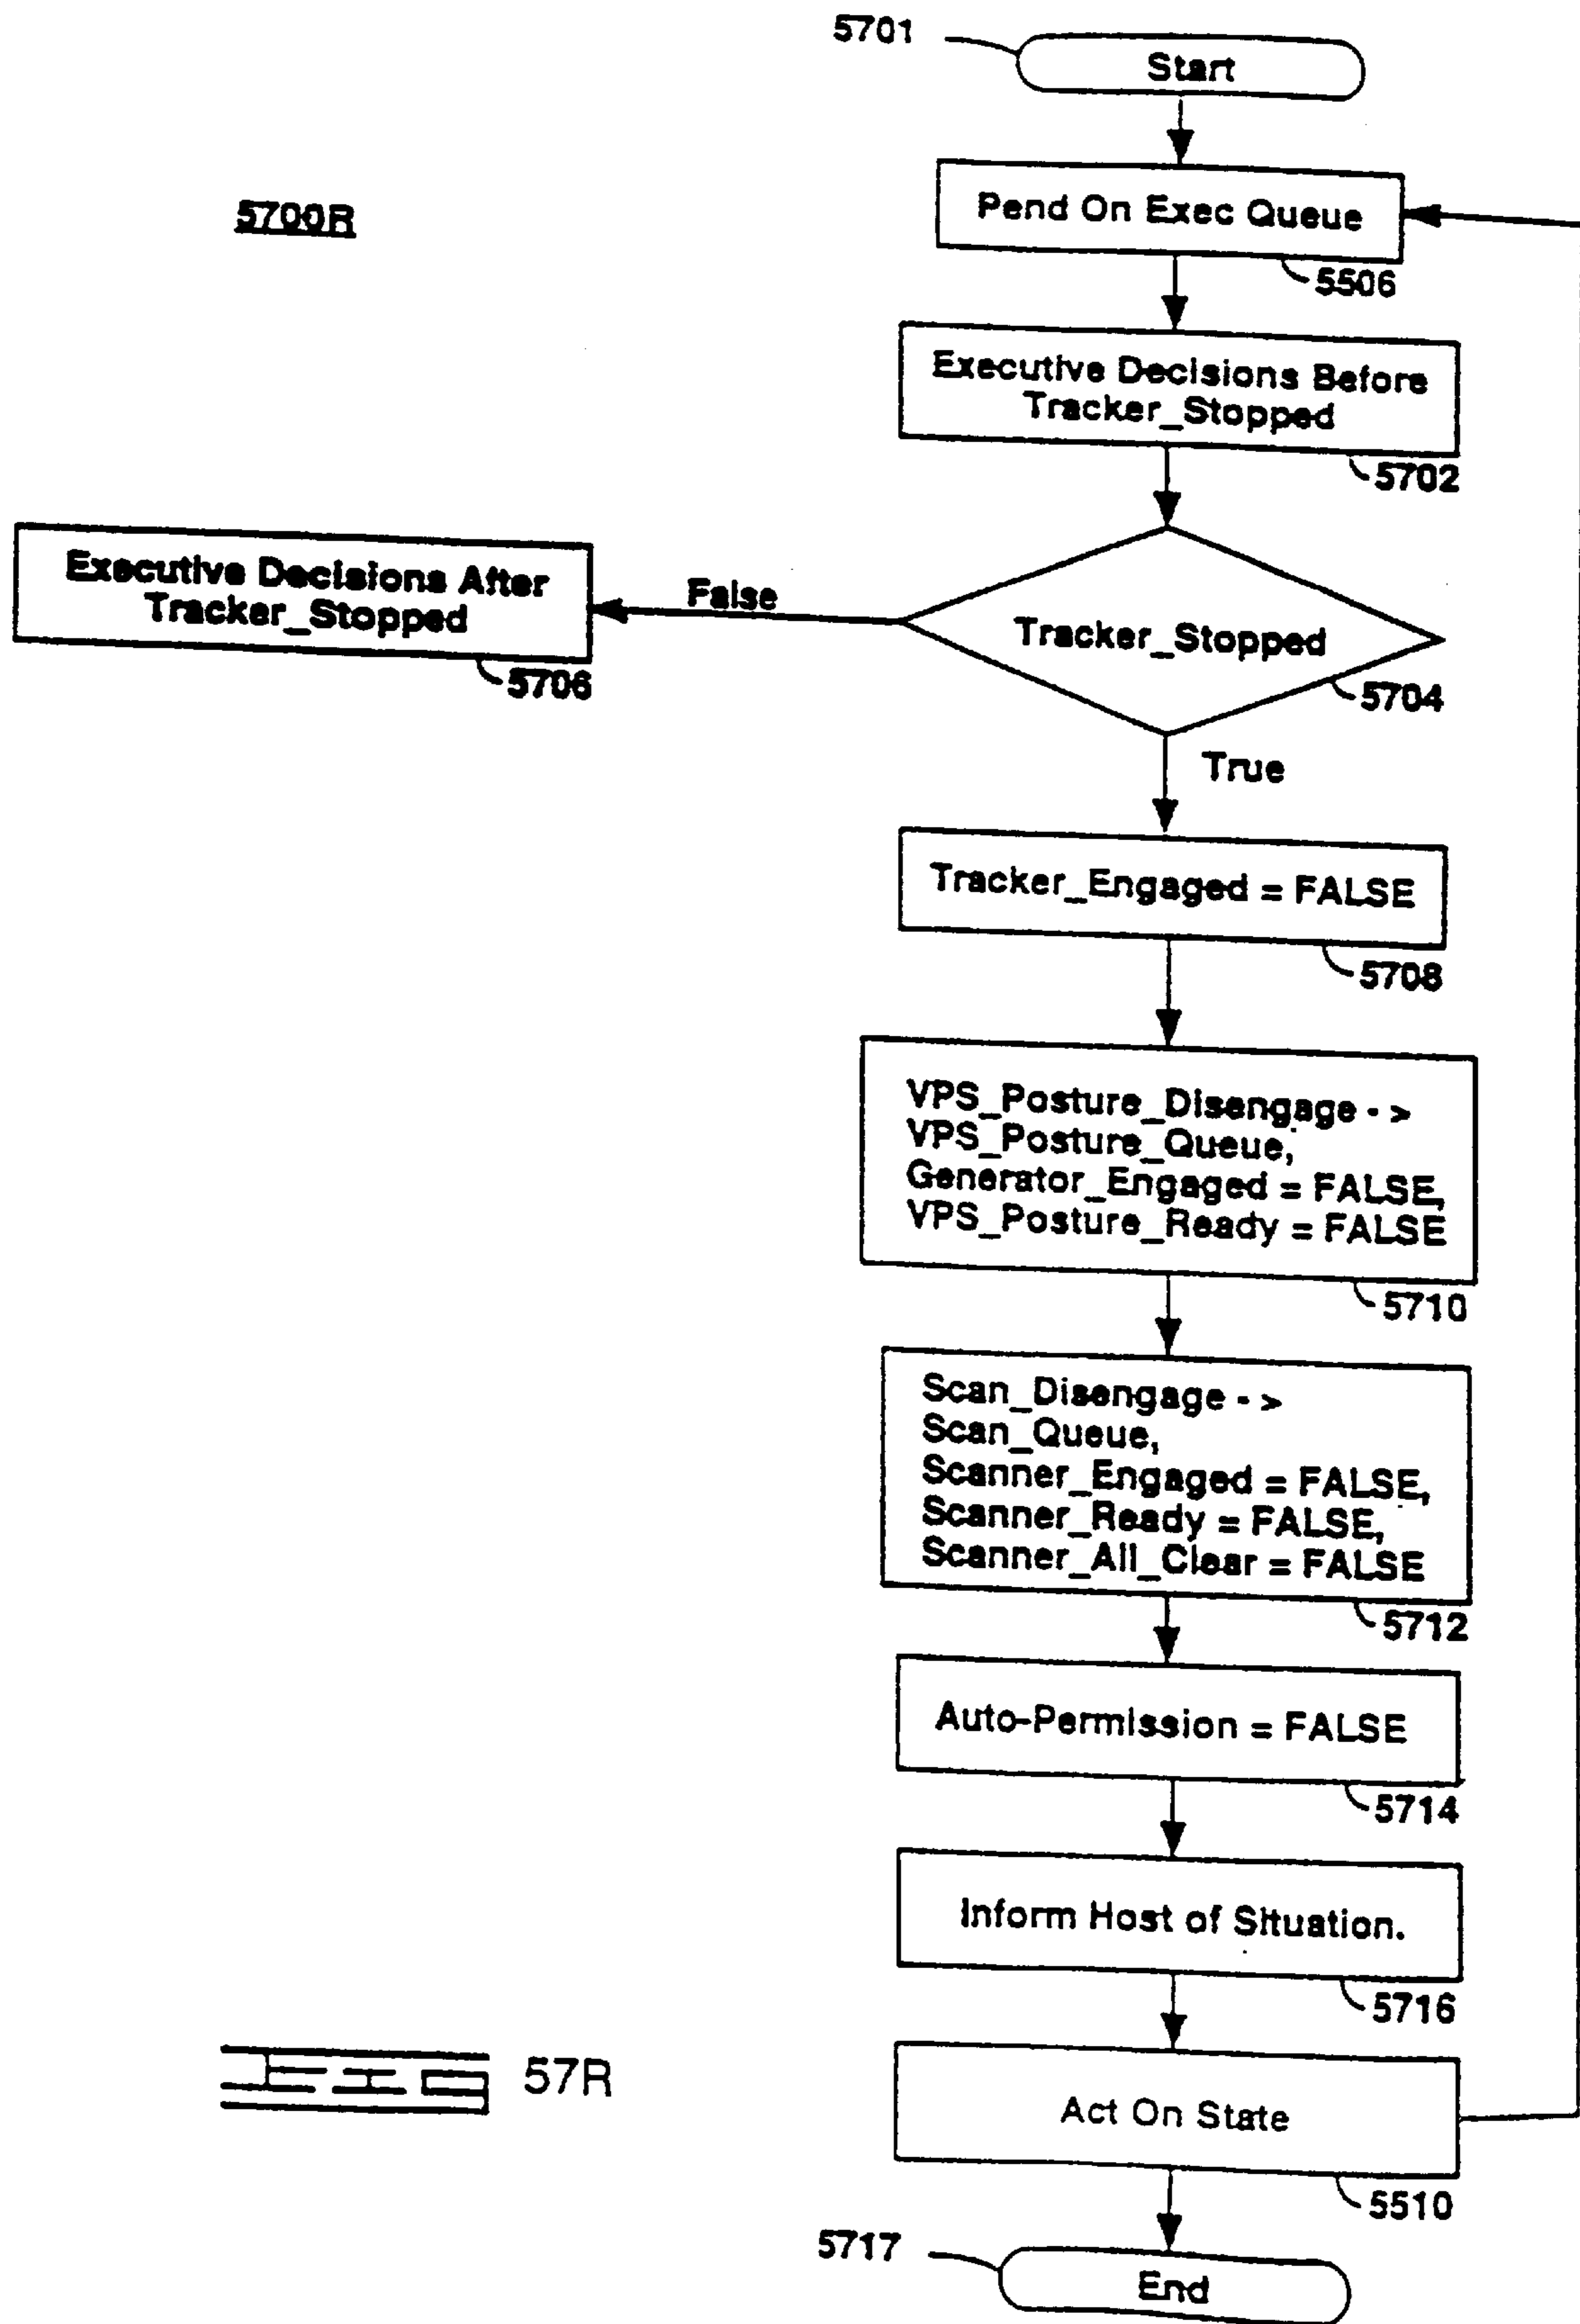 5701
Start
5700R
Pend On Exec Queue
5506
Executive Decisions Before
Tracker_Stopped
5702
Executive Decisions After
Tracker_Stopped
5706
False
Tracker_Stopped
5704
True
Tracker_Engaged = FALSE
5708
VPS_Posture_Disengage - >
VPS_Posture_Queue,
Generator_Engaged = FALSE,
VPS_Posture_Ready = FALSE
5710
Scan_Disengage - >
Scan_Queue,
Scanner_Engaged = FALSE,
Scanner_Ready = FALSE,
Scanner_All_Clear = FALSE
5712
Auto-Permission = FALSE
5714
Inform Host of Situation.
5716
FIG 57R
Act On State
5510
5717
End